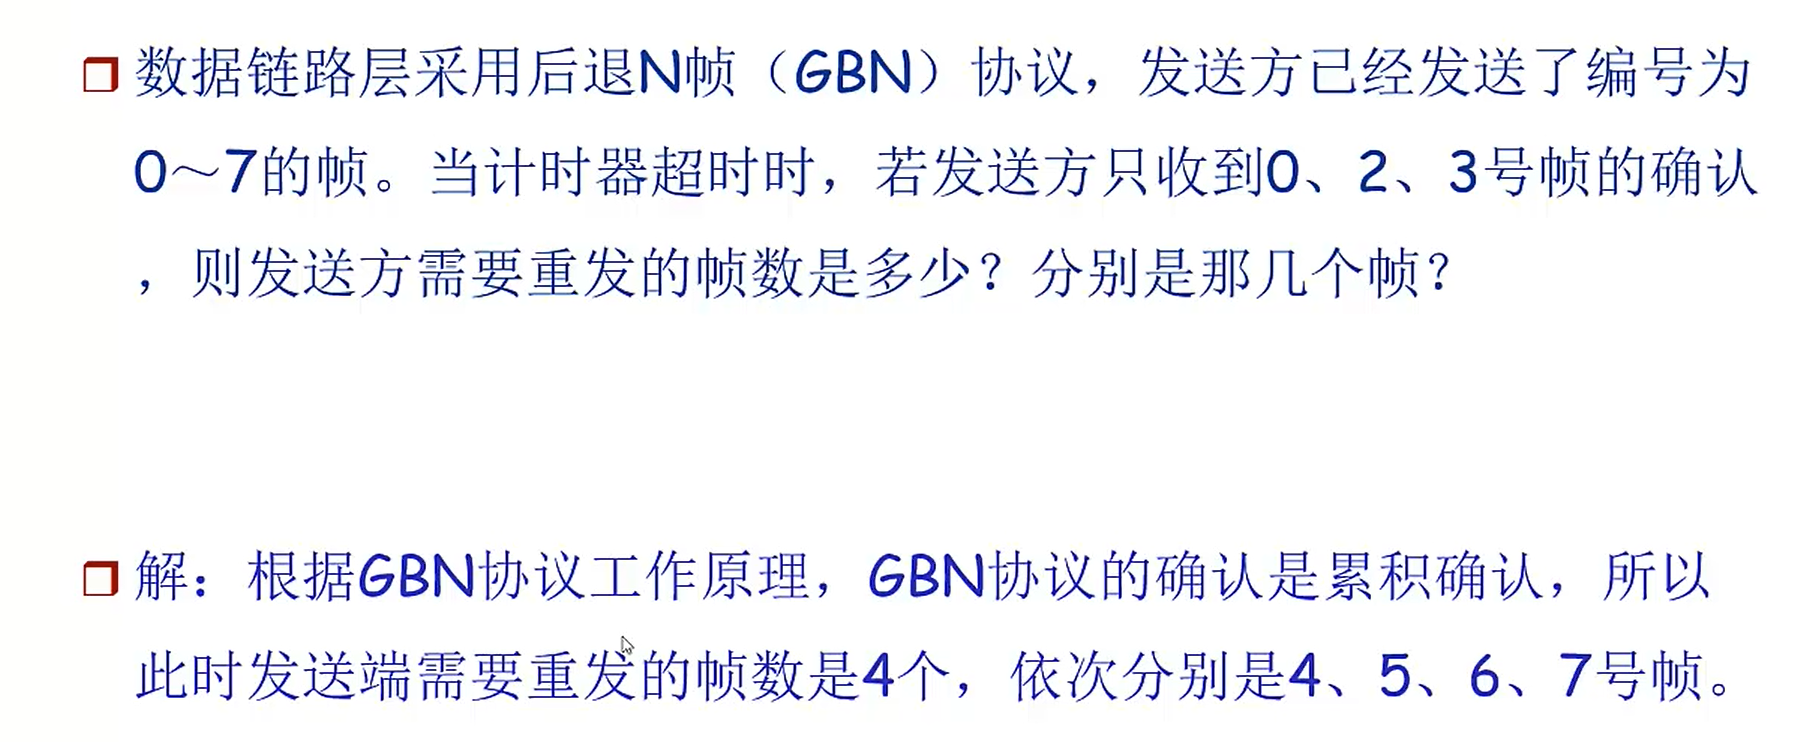 数据链路层采用后退N帧（GBN）协议，发送方已经发送了编号为
0～7的帧。当计时器超时时，若发送方只收到0、2、3号帧的确认
，则发送方需要重发的帧数是多少？分别是那几个帧？
解：根据GBN协议工作原理，GBN协议的确认是累积确认，所以
此时发送端需要重发的帧数是4个，依次分别是4、5、6、7号帧。